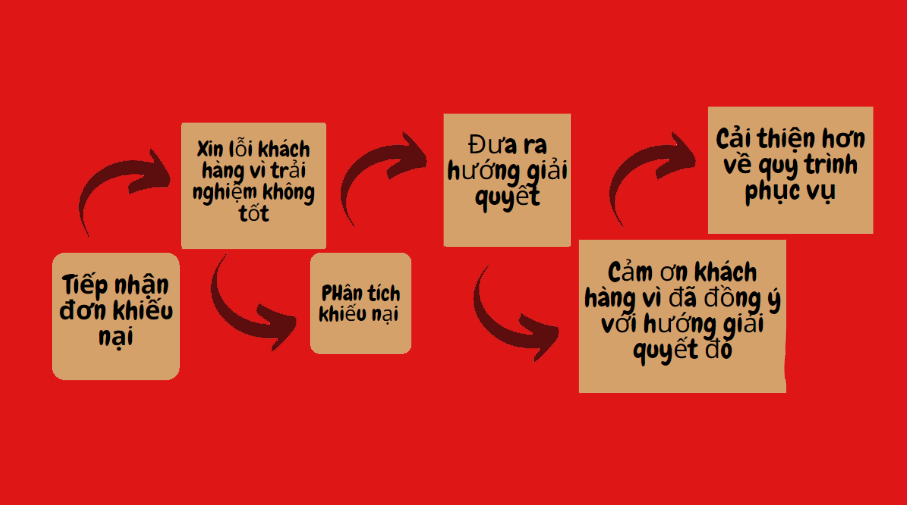 Tiếp nhận
đơn khiếu
nại
Xin lỗi khách
hàng vì trải
nghiệm không
tốt
PHân tích
khiếu nại
Đưa ra
hướng giải
quyết
Cảm ơn khách
hàng vì đã đồng ý
với hướng giải
quyết đó
Cải thiện hơn
về quy trình
phục vụ